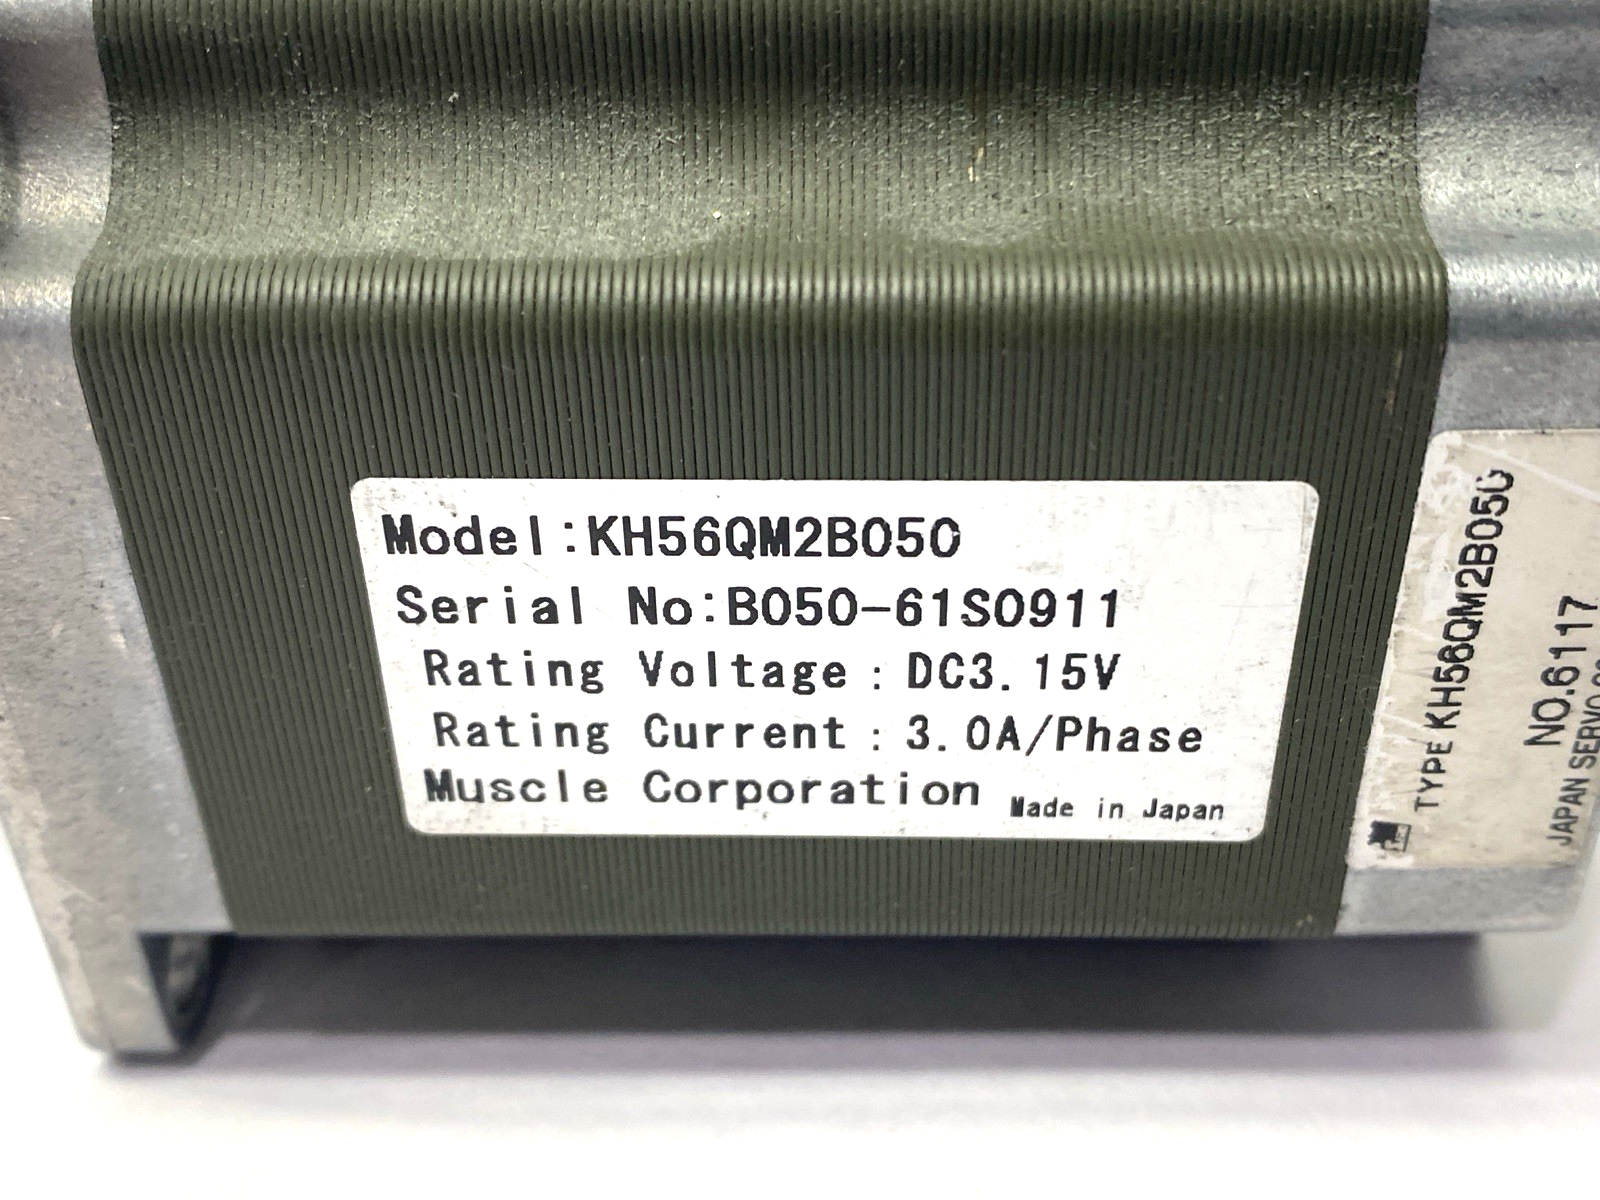 Model:KH56QM2B050
Serial No:B050-61S0911
Rating Voltage : DC3.15V
Rating Current : 3.0A/Phase
Muscle Corporation Made in Japan
TYPE KH56QM2B050
NO.6117
JAPAN SERVO